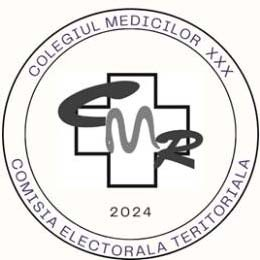 COLEGIUL MEDICILOR XXX
CMR
2024
COMISIA ELECTORALA TERITORIALA